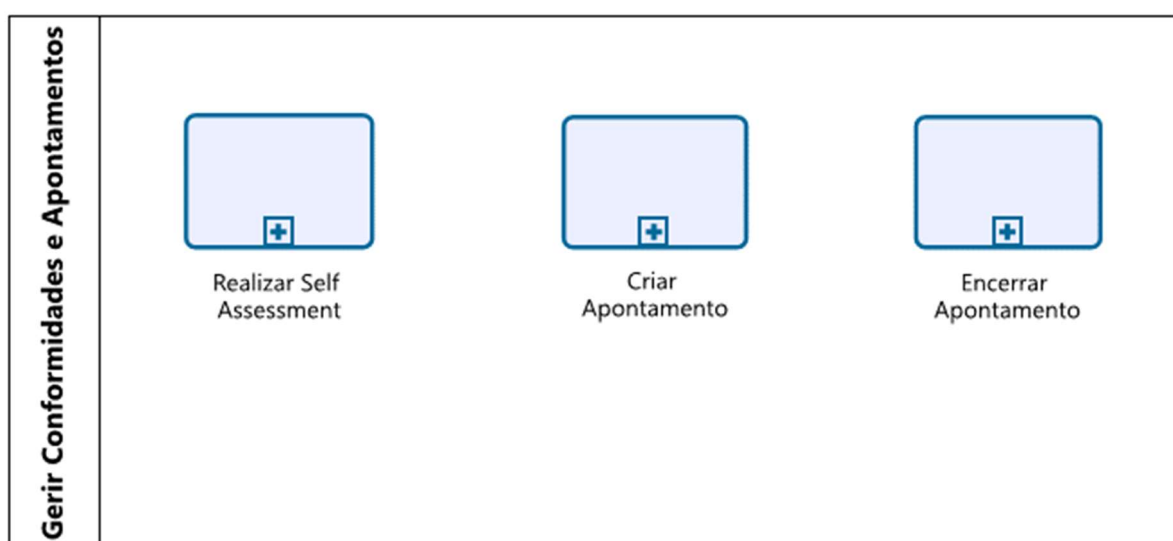 Gerir Conformidades e Apontamentos
Realizar Self
Assessment
Criar
Apontamento
Encerrar
Apontamento